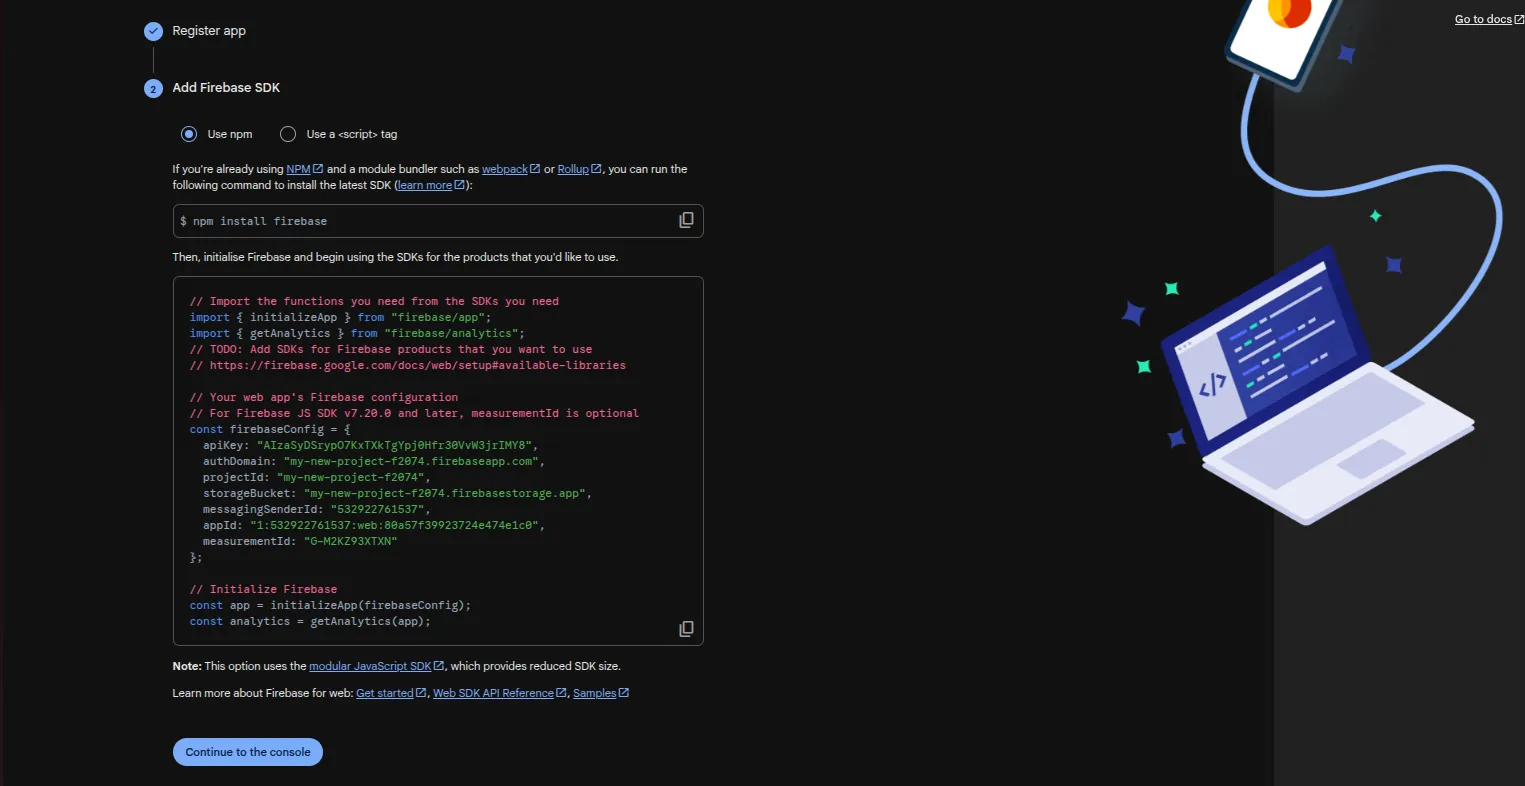 Go to docs
Register app
2
Add Firebase SDK
Use npm
Use a <script> tag
If you're already using NPM and a module bundler such as webpack or Rollup, you can run the
following command to install the latest SDK (learn more):
$ npm install firebase
Then, initialise Firebase and begin using the SDKs for the products that you'd like to use.
// Import the functions you need from the SDKs you need
import { initializeApp } from "firebase/app";
import { getAnalytics } from "firebase/analytics";
// TODO: Add SDKs for Firebase products that you want to use
// https://firebase.google.com/docs/web/setup#available-libraries
// Your web app's Firebase configuration
// For Firebase JS SDK v7.20.0 and later, measurementId is optional
const firebaseConfig = {
apiKey: "AIzaSyDSrypO7KxTXkTgYpj0Hfr30VvW3jrIMY8",
authDomain: "my-new-project-f2074.firebaseapp.com",
projectId: "my-new-project-f2074",
storageBucket: "my-new-project-f2074.firebasestorage.app",
messagingSenderId: "532922761537",
appId: "1:532922761537:web:80a57f39923724e474e1c0",
measurementId: "G-M2KZ93XTXN"
};
// Initialize Firebase
const app = initializeApp(firebaseConfig);
const analytics = getAnalytics(app);
Note: This option uses the modular JavaScript SDK, which provides reduced SDK size.
Learn more about Firebase for web: Get started, Web SDK API Reference, Samples
Continue to the console